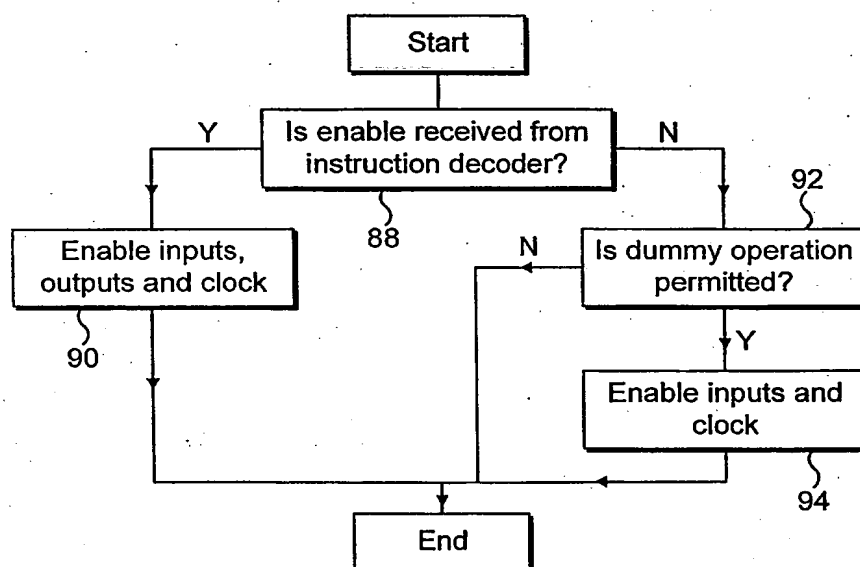 Start
Is enable received from
instruction decoder?
Y
N
88
92
Enable inputs,
outputs and clock
90
N
Is dummy operation
permitted?
Y
Enable inputs and
clock
94
End